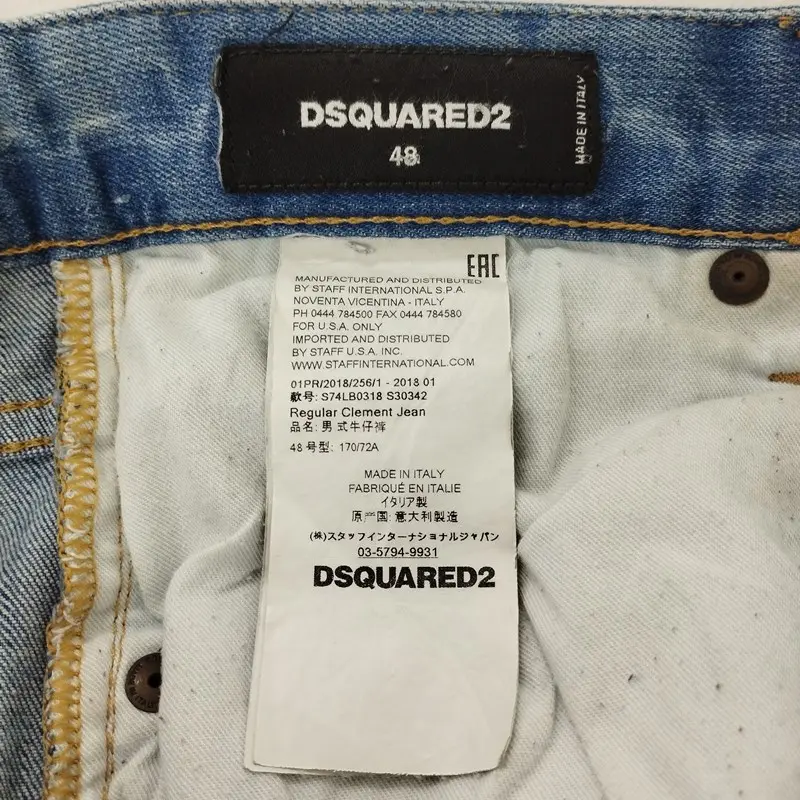 DSQUARED2
48
MADE IN ITALY
EAC
MANUFACTURED AND DISTRIBUTED
BY STAFF INTERNATIONAL S.P.A.
NOVENTA VICENTINA - ITALY
PH 0444 784500 FAX 0444 784580
FOR U.S.A. ONLY
IMPORTED AND DISTRIBUTED
BY STAFF U.S.A. INC.
WWW.STAFFINTERNATIONAL.COM
01PR/2018/256/1 - 2018 01
款号: S74LB0318 S30342
Regular Clement Jean
品名: 男式牛仔裤
48 号型: 170/72A
MADE IN ITALY
FABRIQUÉ EN ITALIE
イタリア製
原产国: 意大利製造
(株)スタッフインターナショナルジャパン
03-5794-9931
DSQUARED2